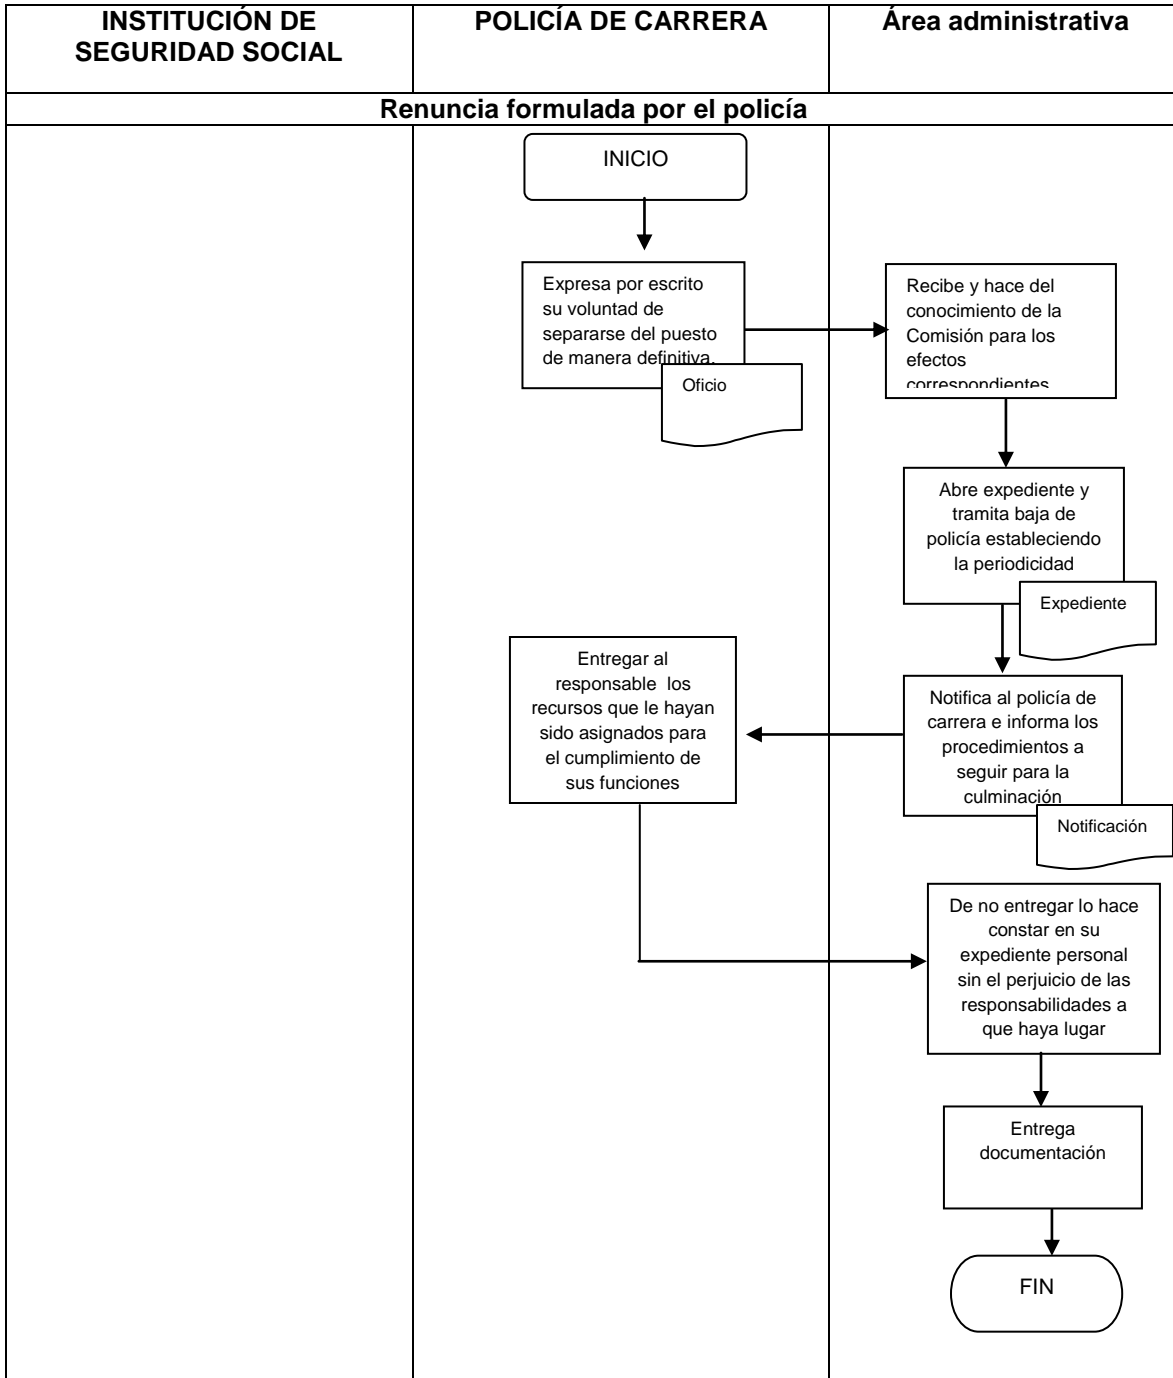 INSTITUCIÓN DE
SEGURIDAD SOCIAL
POLICÍA DE CARRERA
Área administrativa
Renuncia formulada por el policía
INICIO
Expresa por escrito
su voluntad de
separarse del puesto
de manera definitiva.
Oficio
Recibe y hace del
conocimiento de la
Comisión para los
efectos
correspondientes
Abre expediente y
tramita baja de
policía estableciendo
la periodicidad
Expediente
Notifica al policía de
carrera e informa los
procedimientos a
seguir para la
culminación
Notificación
Entregar al
responsable los
recursos que le hayan
sido asignados para
el cumplimiento de
sus funciones
De no entregar lo hace
constar en su
expediente personal
sin el perjuicio de las
responsabilidades a
que haya lugar
Entrega
documentación
FIN